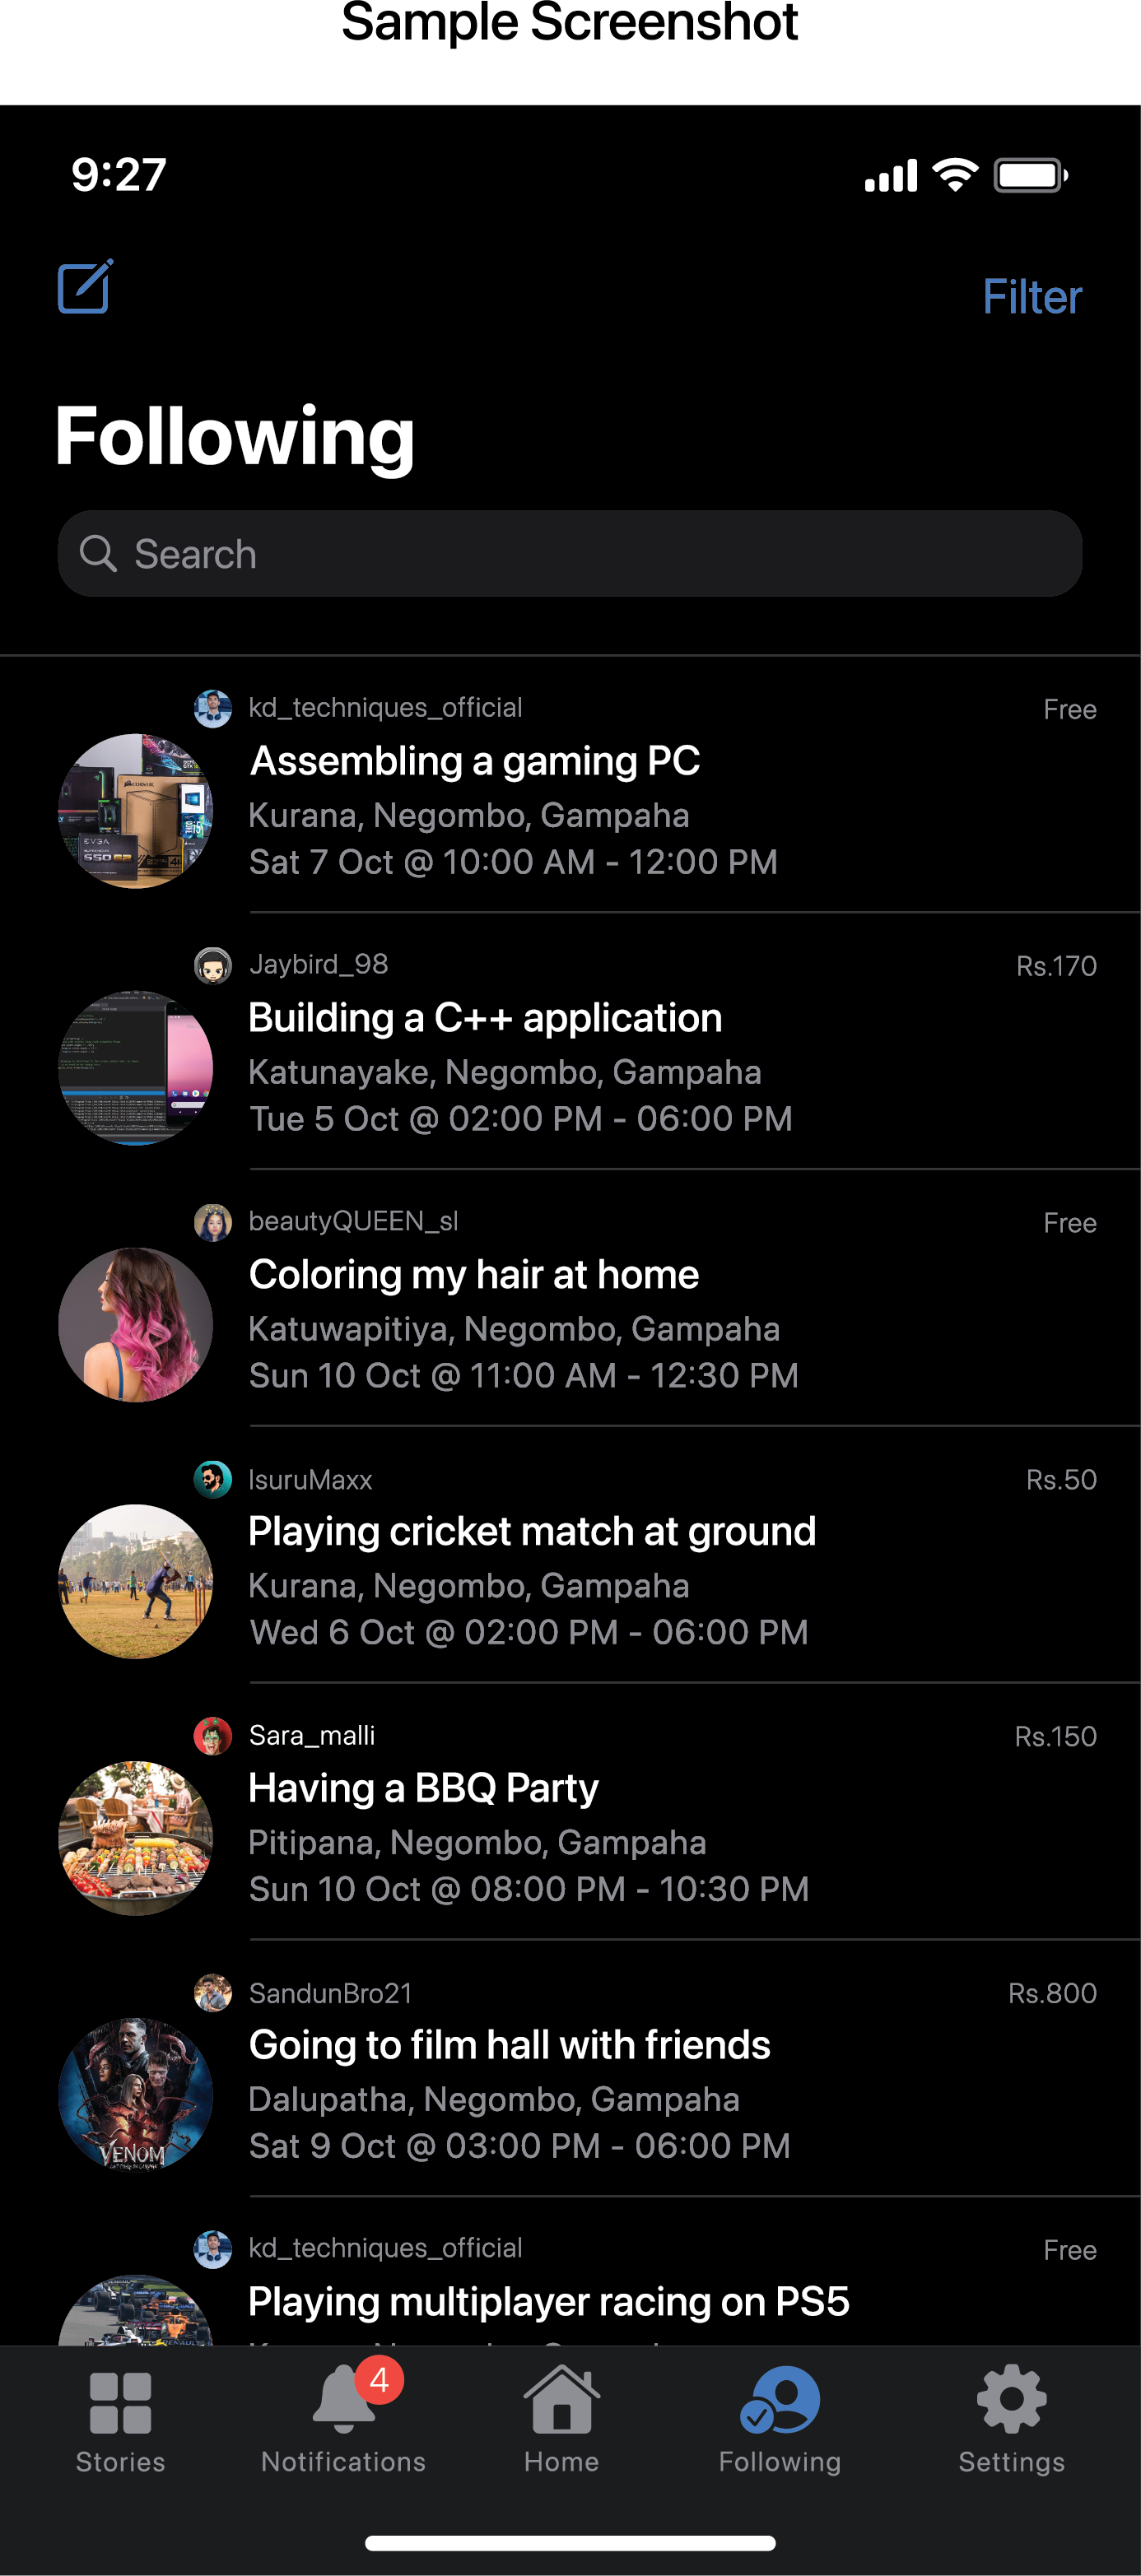 Sample Screenshot
9:27
Filter
Following
Search
kd_techniques_official
Free
Assembling a gaming PC
Kurana, Negombo, Gampaha
Sat 7 Oct @ 10:00 AM - 12:00 PM
CORSAIR
EVGA
550 G2
Jaybird_98
Rs.170
Building a C++ application
Katunayake, Negombo, Gampaha
Tue 5 Oct @ 02:00 PM - 06:00 PM
beautyQUEEN_sl
Free
Coloring my hair at home
Katuwapitiya, Negombo, Gampaha
Sun 10 Oct @ 11:00 AM - 12:30 PM
IsuruMaxx
Rs.50
Playing cricket match at ground
Kurana, Negombo, Gampaha
Wed 6 Oct @ 02:00 PM - 06:00 PM
Sara_malli
Rs.150
Having a BBQ Party
Pitipana, Negombo, Gampaha
Sun 10 Oct @ 08:00 PM - 10:30 PM
SandunBro21
Rs.800
Going to film hall with friends
Dalupatha, Negombo, Gampaha
Sat 9 Oct @ 03:00 PM - 06:00 PM
VENOM
kd_techniques_official
Free
Playing multiplayer racing on PS5
4
Stories
Notifications
Home
Following
Settings